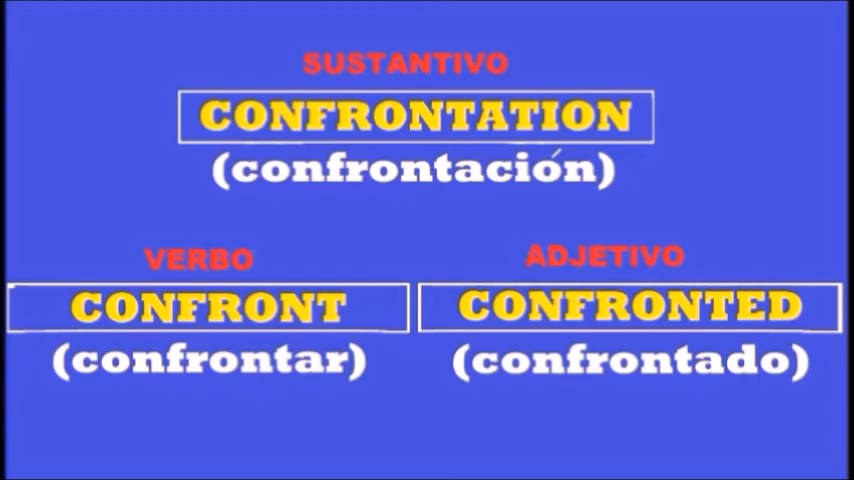 SUSTANTIVO
CONFRONTATION
(confrontación)
VERBO
CONFRONT
(confrontar)
ADJETIVO
CONFRONTED
(confrontado)